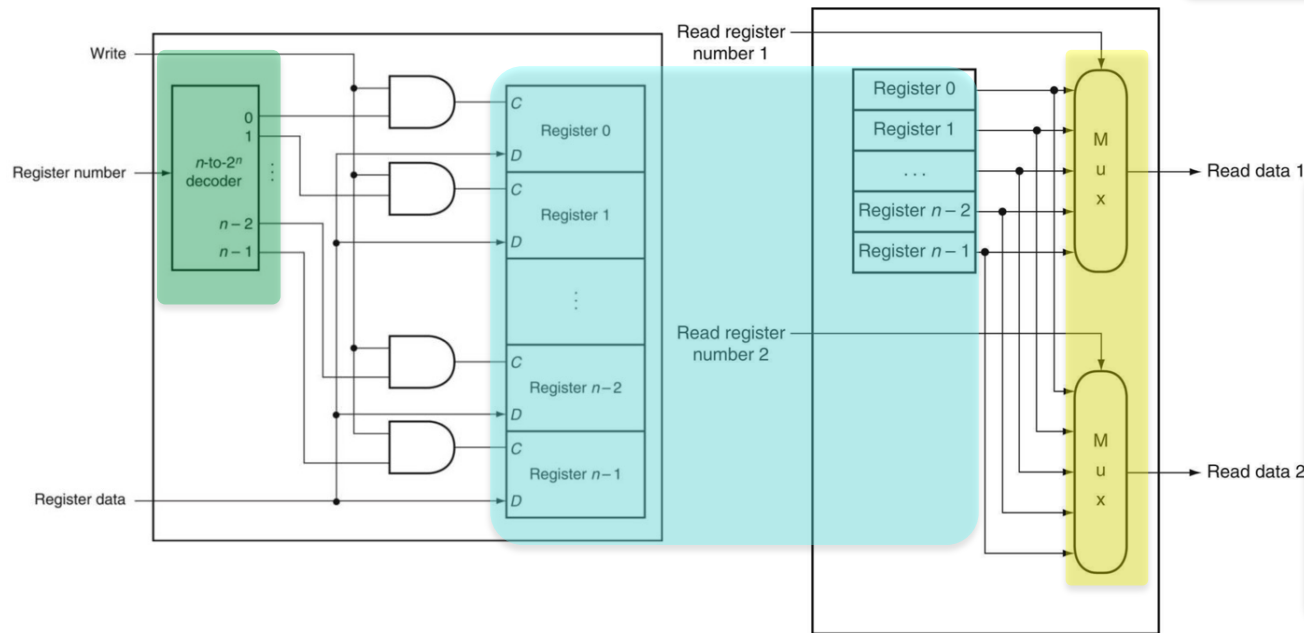 Write
Register number
n-to-2ⁿ
decoder
0
1
⋮
n–2
n–1
C
Register 0
D
C
Register 1
D
⋮
C
Register n–2
D
C
Register n–1
D
Register data
Read register
number 1
Register 0
Register 1
. . .
Register n–2
Register n–1
M
u
x
Read data 1
Read register
number 2
M
u
x
Read data 2